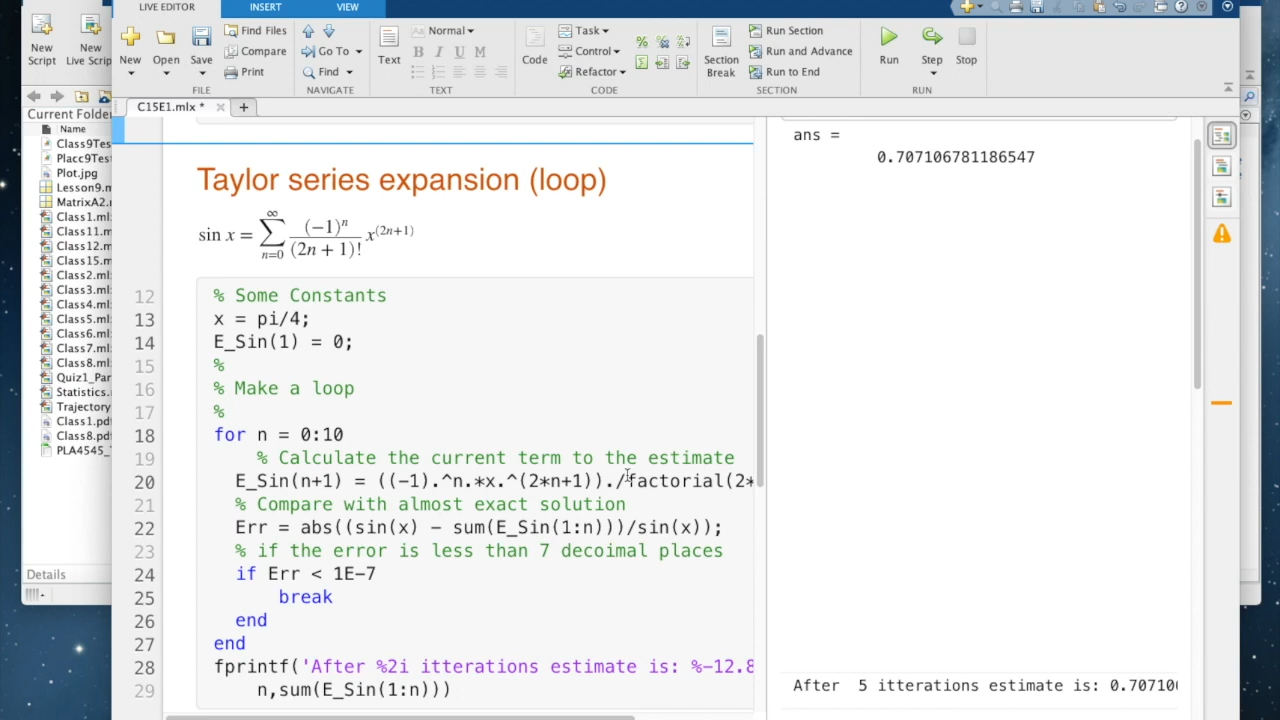 LIVE EDITOR INSERT VIEW
New Script
New Live Scrip
New Open Save
Find Files
Compare
Print
FILE
Go To
Find
NAVIGATE
Text
Normal
B I U M
TEXT
Code
Task
Control
Refactor
CODE
Section Break
Run Section
Run and Advance
Run to End
SECTION
Run Step Stop
RUN
Current Folde
Name
Class9Tes
Placc9Tes
Plot.jpg
Lesson9.m
MatrixA2.
Class1.ml
Class11.m
Class12.m
Class15.m
Class2.ml
Class3.ml
Class4.ml
Class5.ml
Class6.ml
Class7.ml
Class8.ml
Quiz1_Par
Statistics.
Trajectory
Class1.pdf
Class8.pdf
PLA4545_
Details
C15E1.mlx *
Taylor series expansion (loop)
sin x = ∑ n=0 ∞ (−1)^n / (2n + 1)! x^(2n+1)
12 % Some Constants
13 x = pi/4;
14 E_Sin(1) = 0;
15 %
16 % Make a loop
17 %
18 for n = 0:10
19 % Calculate the current term to the estimate
20 E_Sin(n+1) = ((-1).^n.*x.^(2*n+1))./factorial(2*
21 % Compare with almost exact solution
22 Err = abs((sin(x) - sum(E_Sin(1:n)))/sin(x));
23 % if the error is less than 7 decoimal places
24 if Err < 1E-7
25 break
26 end
27 end
28 fprintf('After %2i itterations estimate is: %-12.8
29 n,sum(E_Sin(1:n)))
ans =
0.707106781186547
After 5 itterations estimate is: 0.70710